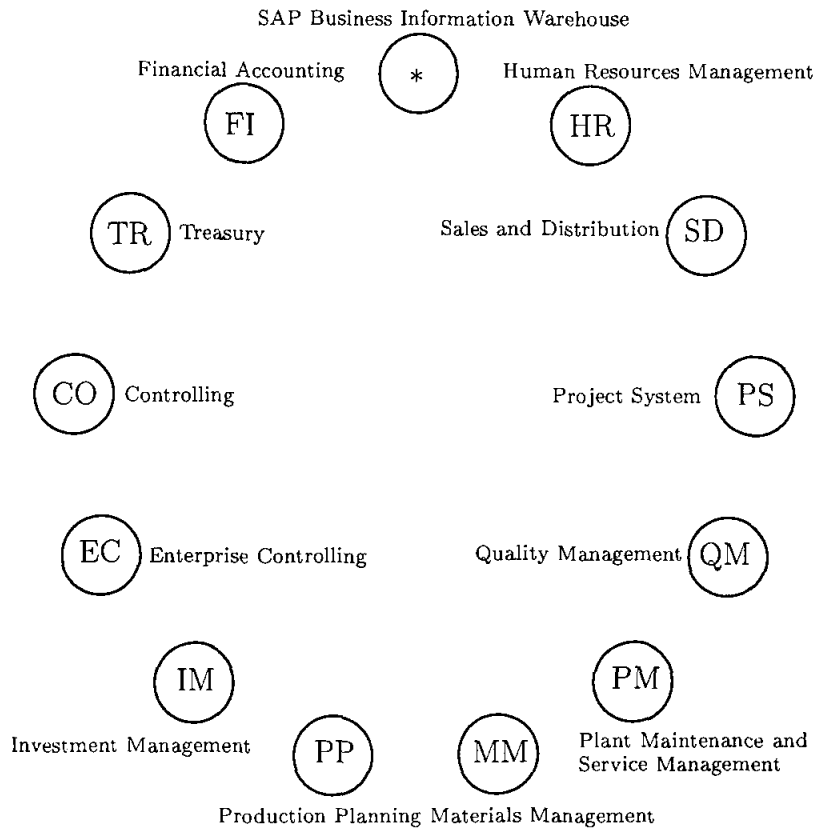 SAP Business Information Warehouse
Financial Accounting
*
Human Resources Management
FI
HR
TR Treasury
Sales and Distribution SD
CO Controlling
Project System PS
EC Enterprise Controlling
Quality Management QM
IM
PM
Investment Management
PP
MM
Plant Maintenance and
Service Management
Production Planning Materials Management